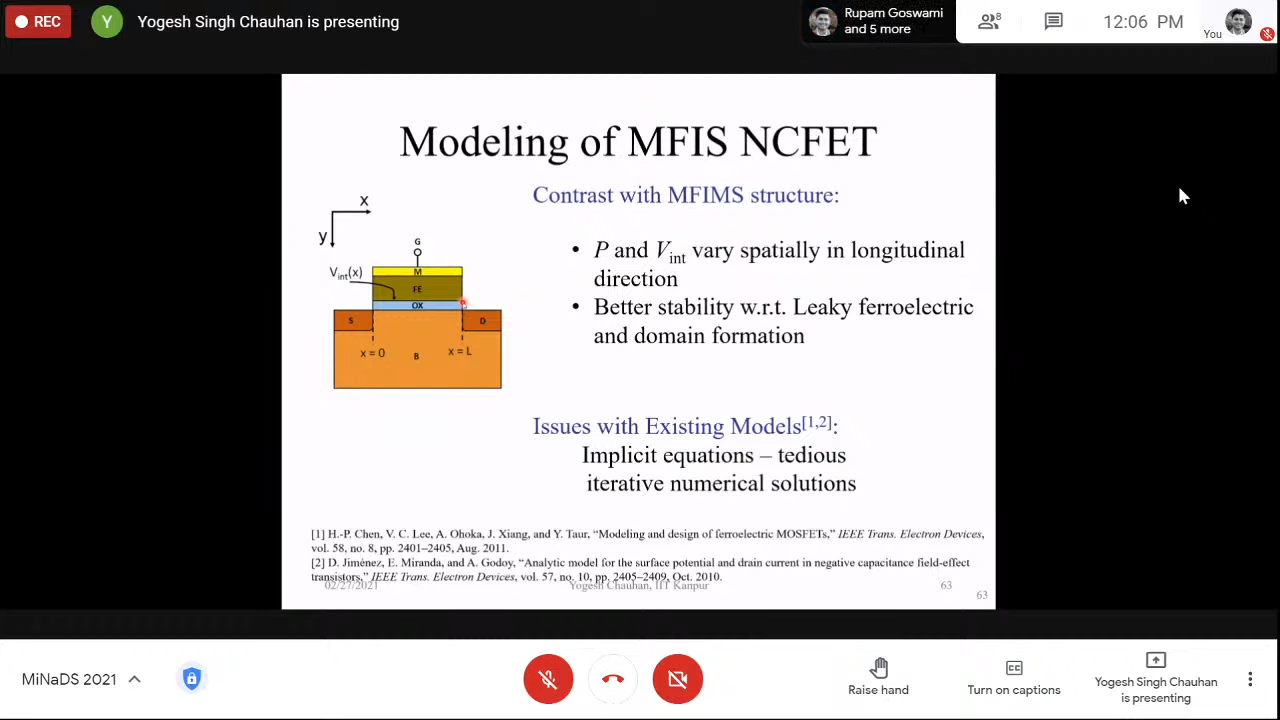 REC
Y
Yogesh Singh Chauhan is presenting
Rupam Goswami
and 5 more
8
12:06 PM
You
Modeling of MFIS NCFET
Contrast with MFIMS structure:
• P and Vint vary spatially in longitudinal
direction
• Better stability w.r.t. Leaky ferroelectric
and domain formation
x
y
G
Vint(x)
M
FE
OX
S
D
x = 0
B
x = L
Issues with Existing Models[1,2]:
Implicit equations – tedious
iterative numerical solutions
[1] H.-P. Chen, V. C. Lee, A. Ohoka, J. Xiang, and Y. Taur, “Modeling and design of ferroelectric MOSFETs,” IEEE Trans. Electron Devices,
vol. 58, no. 8, pp. 2401–2405, Aug. 2011.
[2] D. Jiménez, E. Miranda, and A. Godoy, “Analytic model for the surface potential and drain current in negative capacitance field-effect
transistors,” IEEE Trans. Electron Devices, vol. 57, no. 10, pp. 2405–2409, Oct. 2010.
02/27/2021
Yogesh Chauhan, IIT Kanpur
63
63
MiNaDS 2021
Raise hand
CC
Turn on captions
Yogesh Singh Chauhan
is presenting